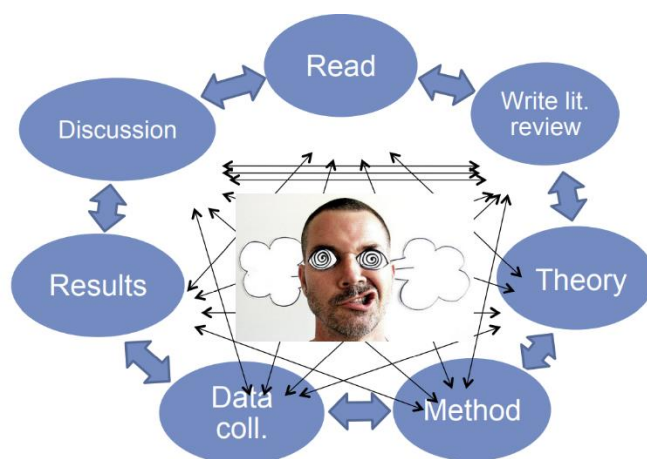 Read
Write lit.
review
Theory
Method
Data
coll.
Results
Discussion